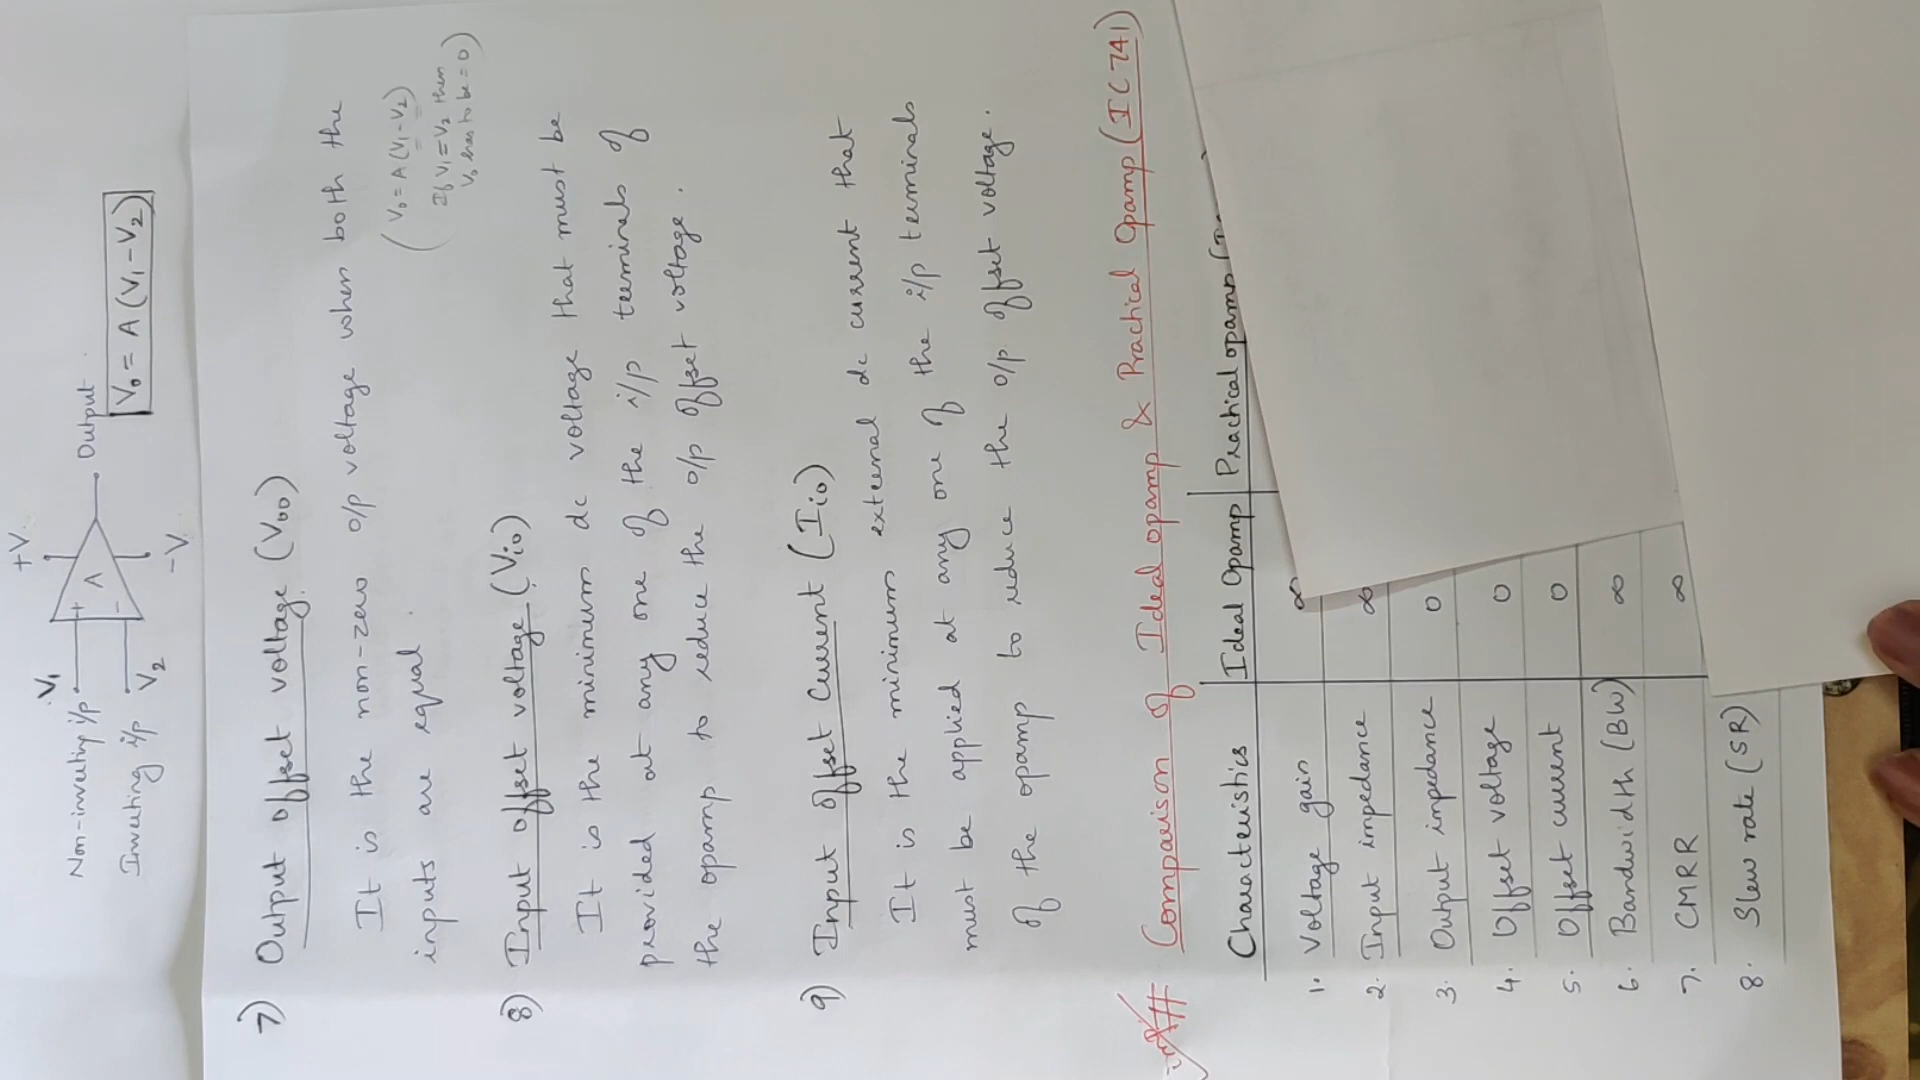 +V.
V₁
Non-inverting i/p
+
A
Output.
Inverting i/p
-
V₂
-V.
V₀ = A (V₁ - V₂)
7) Output offset voltage (V₀₀)
It is the non-zero o/p voltage when both the
inputs are equal.
(V₀ = A (V₁ - V₂)
If V₁ = V₂ then
V₀ has to be = 0)
8) Input offset voltage (Vio)
It is the minimum dc voltage that must be
provided at any one of the i/p terminals of
the opamp to reduce the o/p offset voltage.
9) Input offset Current (Iio)
It is the minimum external dc current that
must be applied at any one of the i/p terminals
of the opamp to reduce the o/p offset voltage.
Comparison of Ideal opamp & Practical Opamp (IC 741)
Characteristics Ideal Opamp Practical opamp
1. Voltage gain ∞
2. Input impedance ∞
3. Output impedance 0
4. Offset voltage 0
5. Offset current 0
6. Bandwidth (BW) ∞
7. CMRR ∞
8. Slew rate (SR)